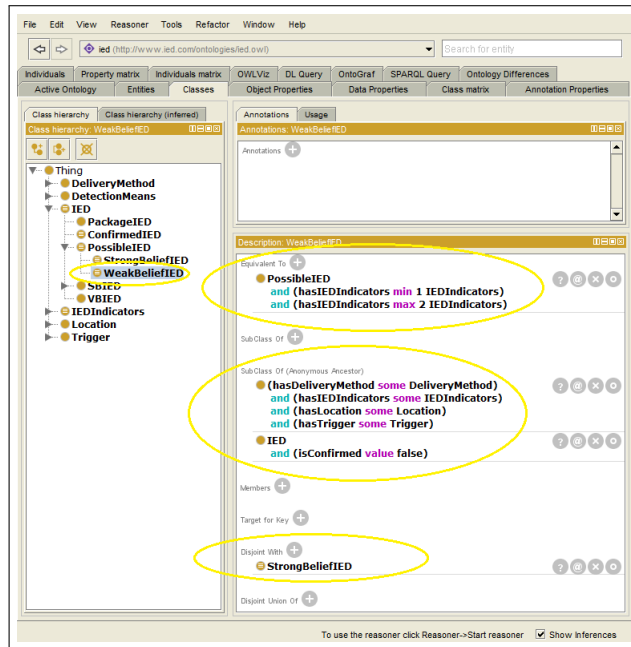 File Edit View Reasoner Tools Refactor Window Help
ied (http://www.ied.com/ontologies/ied.owl)
Search for entity
Individuals Property matrix Individuals matrix OWLViz DL Query OntoGraf SPARQL Query Ontology Differences
Active Ontology Entities Classes Object Properties Data Properties Class matrix Annotation Properties
Class hierarchy Class hierarchy (inferred)
Class hierarchy: WeakBeliefIED
Thing
DeliveryMethod
DetectionMeans
IED
PackageIED
ConfirmedIED
PossibleIED
StrongBeliefIED
WeakBeliefIED
SBIED
VBIED
IEDIndicators
Location
Trigger
Annotations Usage
Annotations: WeakBeliefIED
Annotations
Description: WeakBeliefIED
Equivalent To
PossibleIED
and (hasIEDIndicators min 1 IEDIndicators)
and (hasIEDIndicators max 2 IEDIndicators)
SubClass Of
SubClass Of (Anonymous Ancestor)
(hasDeliveryMethod some DeliveryMethod)
and (hasIEDIndicators some IEDIndicators)
and (hasLocation some Location)
and (hasTrigger some Trigger)
IED
and (isConfirmed value false)
Members
Target for Key
Disjoint With
StrongBeliefIED
Disjoint Union Of
To use the reasoner click Reasoner->Start reasoner Show Inferences